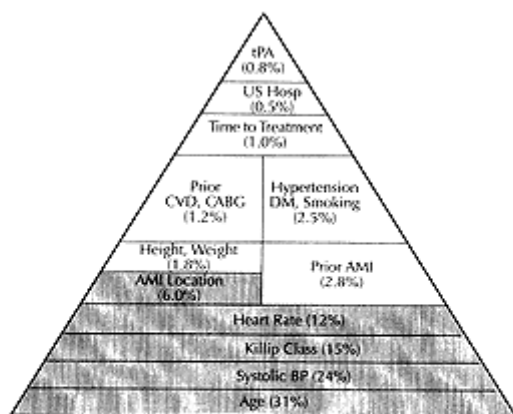 tPA
(0.8%)
US Hosp
(0.5%)
Time to Treatment
(1.0%)
Prior
CVD, CABG
(1.2%)
Hypertension
DM, Smoking
(2.5%)
Height, Weight
(1.8%)
AMI Location
(6.0%)
Prior AMI
(2.8%)
Heart Rate (12%)
Killip Class (15%)
Systolic BP (24%)
Age (31%)